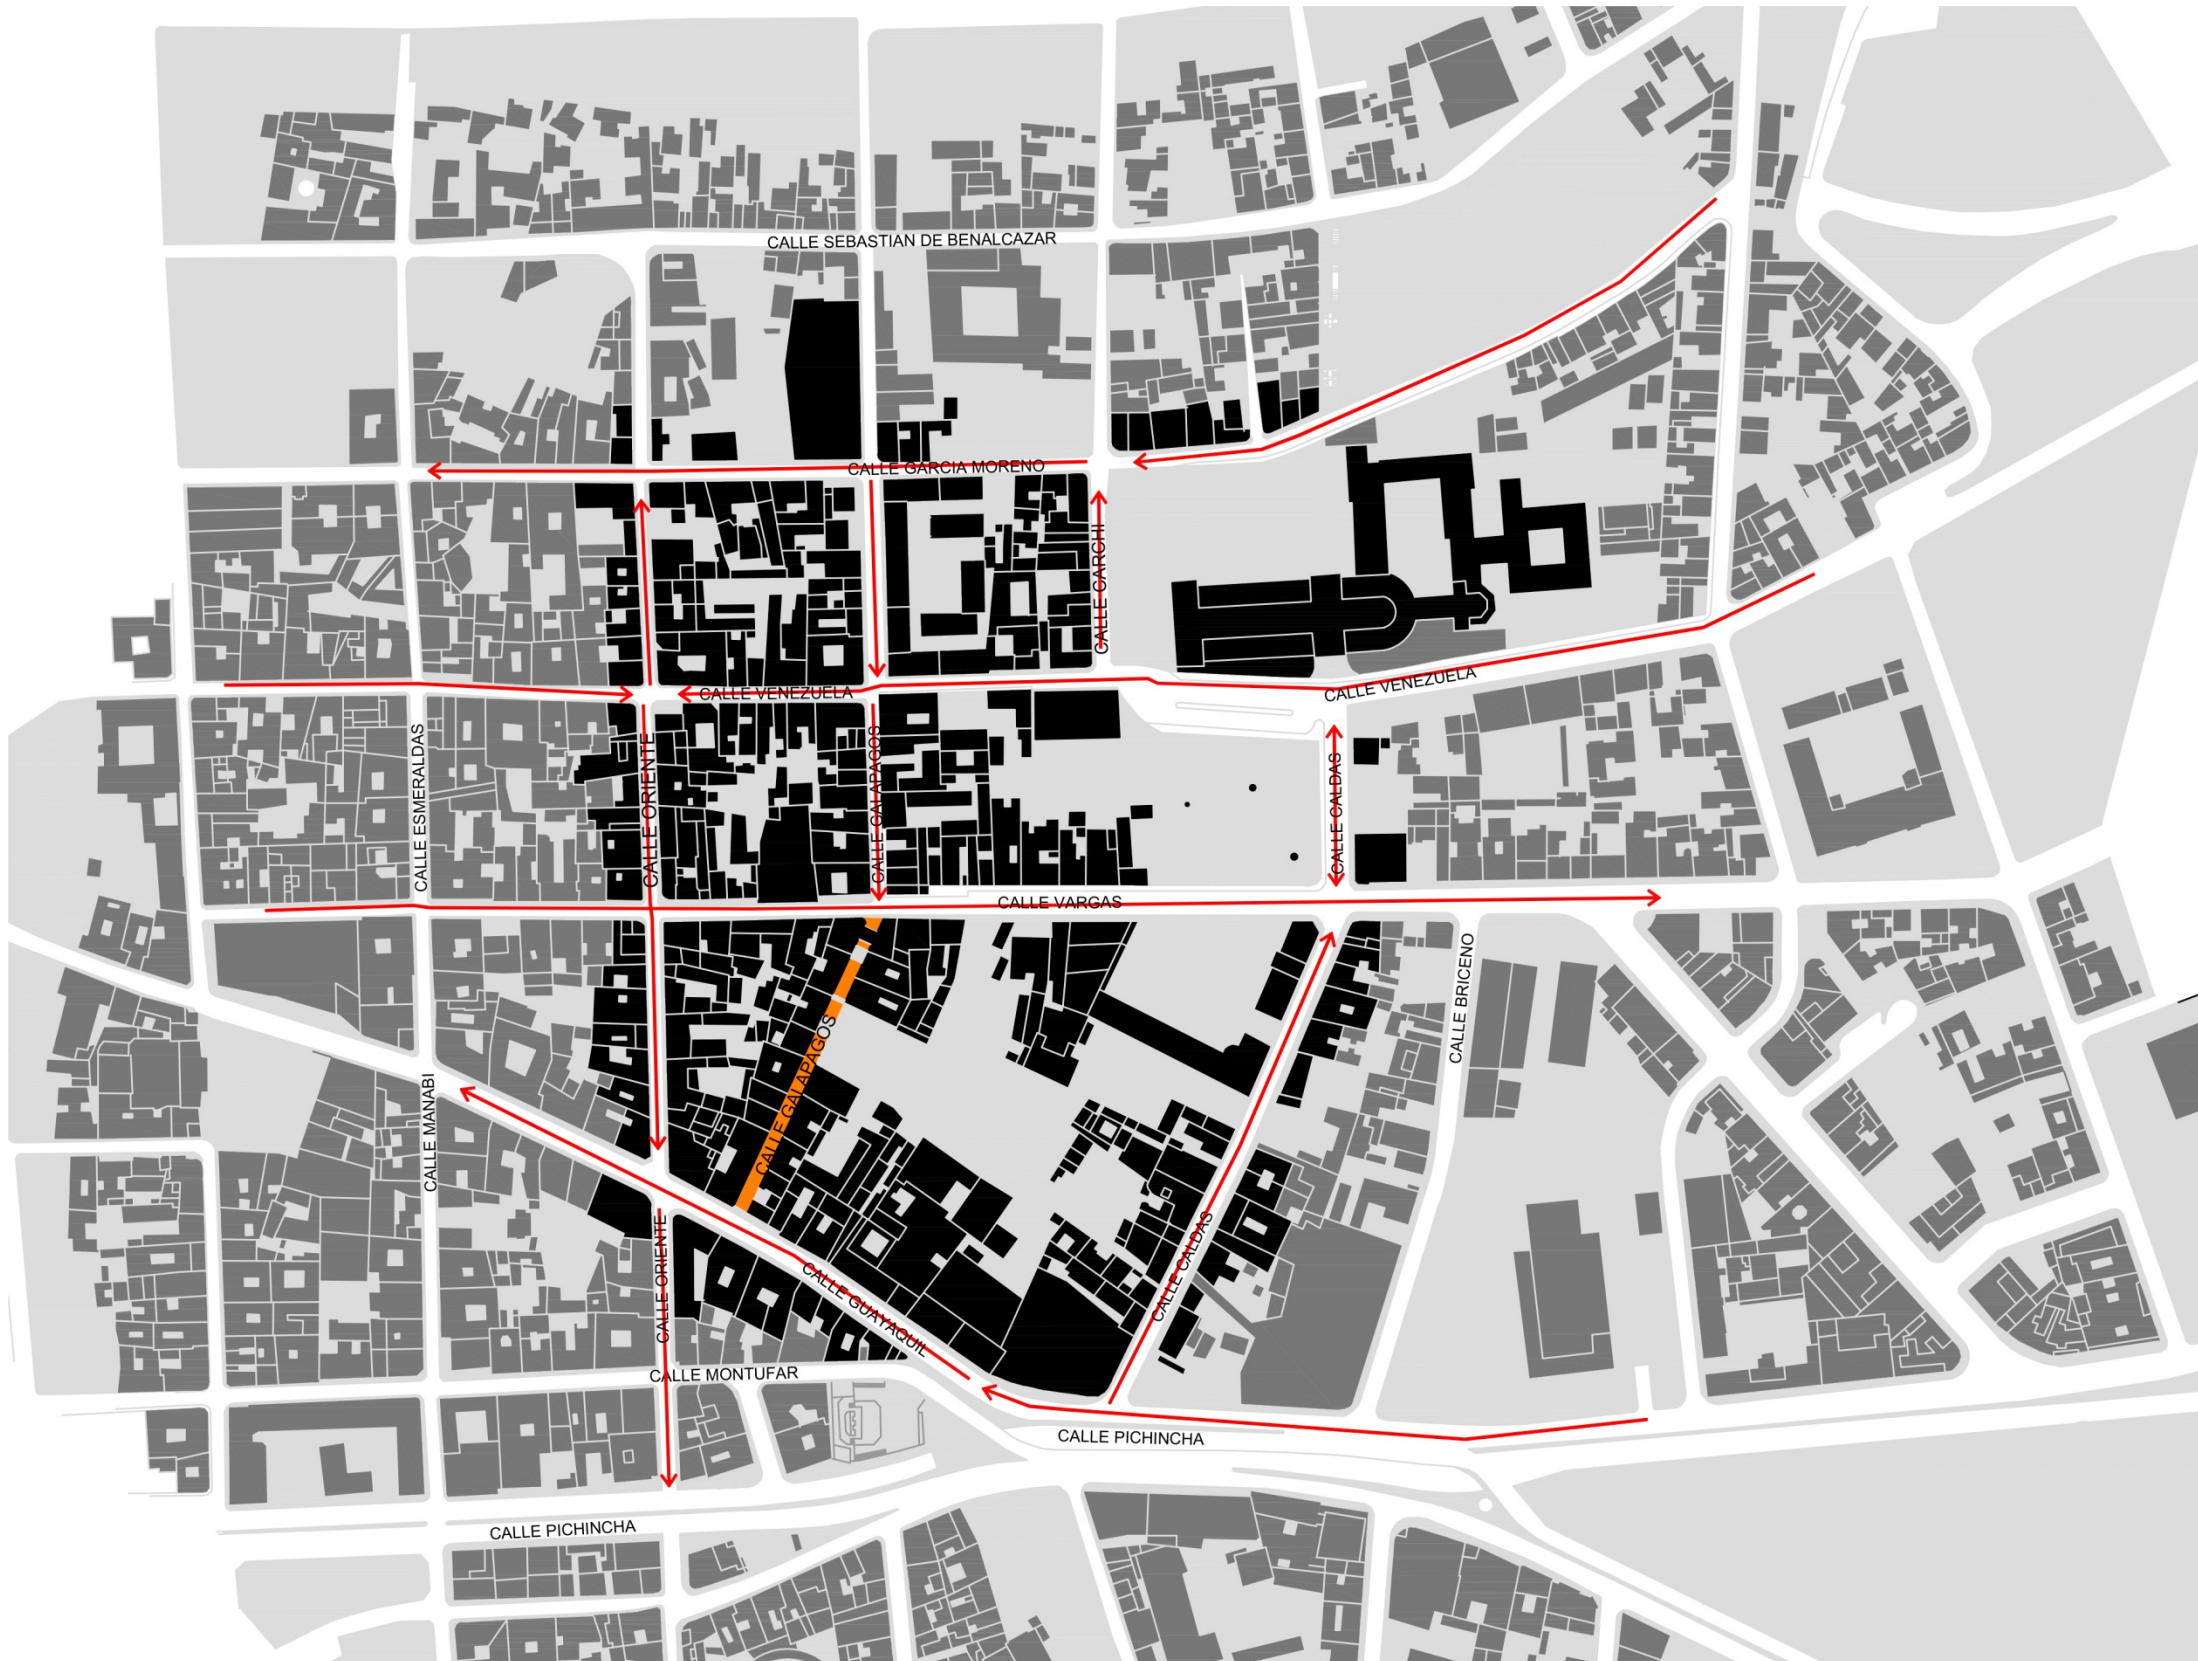 CALLE SEBASTIAN DE BENALCAZAR
CALLE GARCIA MORENO
CALLE CARCHI
CALLE VENEZUELA
CALLE VENEZUELA
CALLE ESMERALDAS
CALLE ORIENTE
CALLE GALAPAGOS
CALLE CALDAS
CALLE VARGAS
CALLE BRICENO
CALLE GALAPAGOS
CALLE MANABI
CALLE ORIENTE
CALLE GUAYAQUIL
CALLE CALDAS
CALLE MONTUFAR
CALLE PICHINCHA
CALLE PICHINCHA